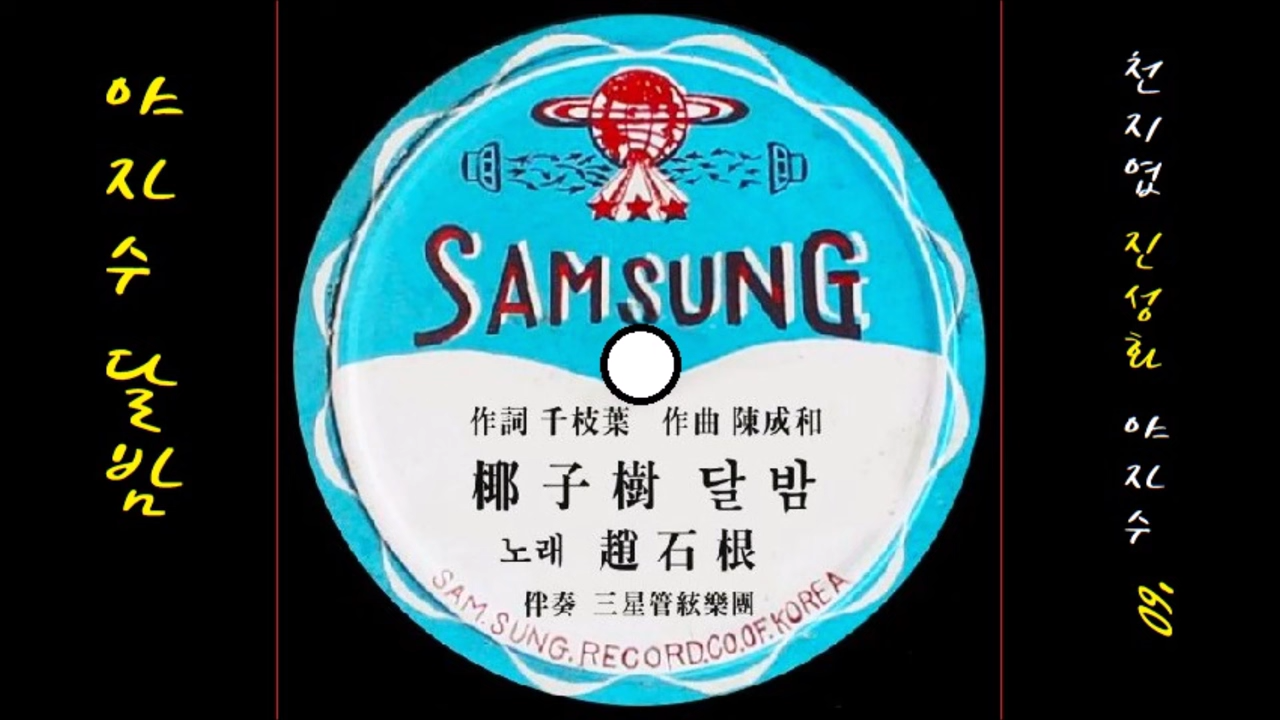 야자수 달밤
SAMSUNG
作詞 千枝葉 作曲 陳成和
椰子樹 달밤
노래 趙石根
伴奏 三星管絃樂團
SAM.SUNG.RECORD.CO.OF.KOREA
천지엽 진성화 야자수 '60